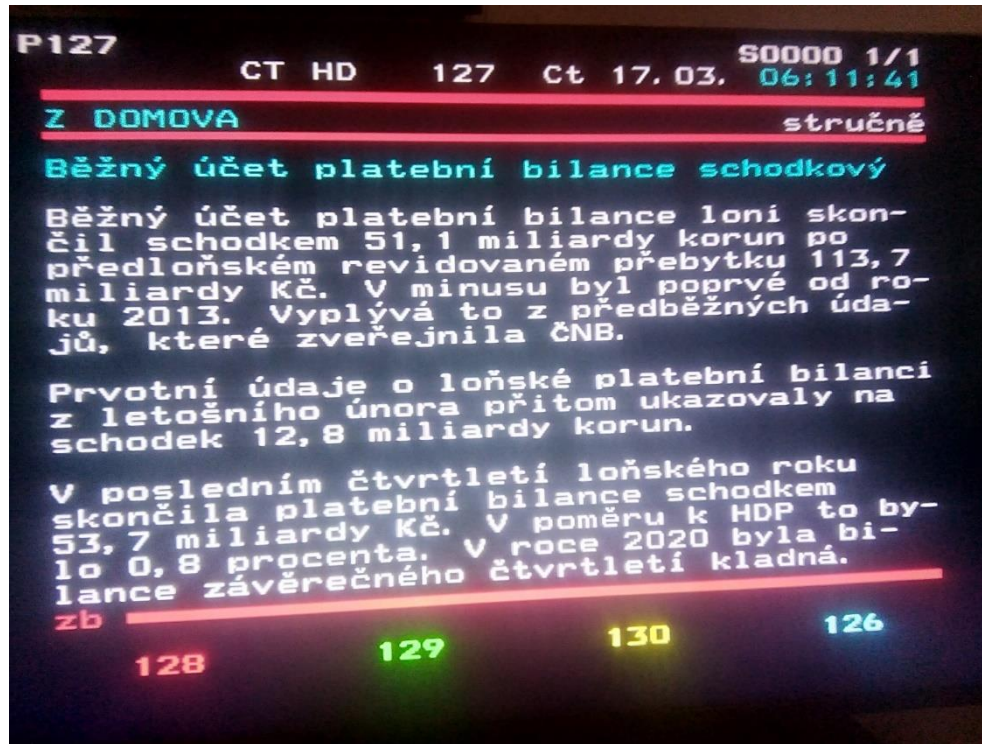 P127
S0000 1/1
CT HD 127 Ct 17.03. 06:11:41
Z DOMOVA stručně
Běžný účet platební bilance schodkový
Běžný účet platební bilance loni skon-
čil schodkem 51,1 miliardy korun po
předloňském revidovaném přebytku 113,7
miliardy Kč. V minusu byl poprvé od ro-
ku 2013. Vyplývá to z předběžných úda-
jů, které zveřejnila ČNB.
Prvotní údaje o loňské platební bilanci
z letošního února přitom ukazovaly na
schodek 12,8 miliardy korun.
V posledním čtvrtletí loňského roku
skončila platební bilance schodkem
53,7 miliardy Kč. V poměru k HDP to by-
lo 0,8 procenta. V roce 2020 byla bi-
lance závěrečného čtvrtletí kladná.
zb
128 129 130 126